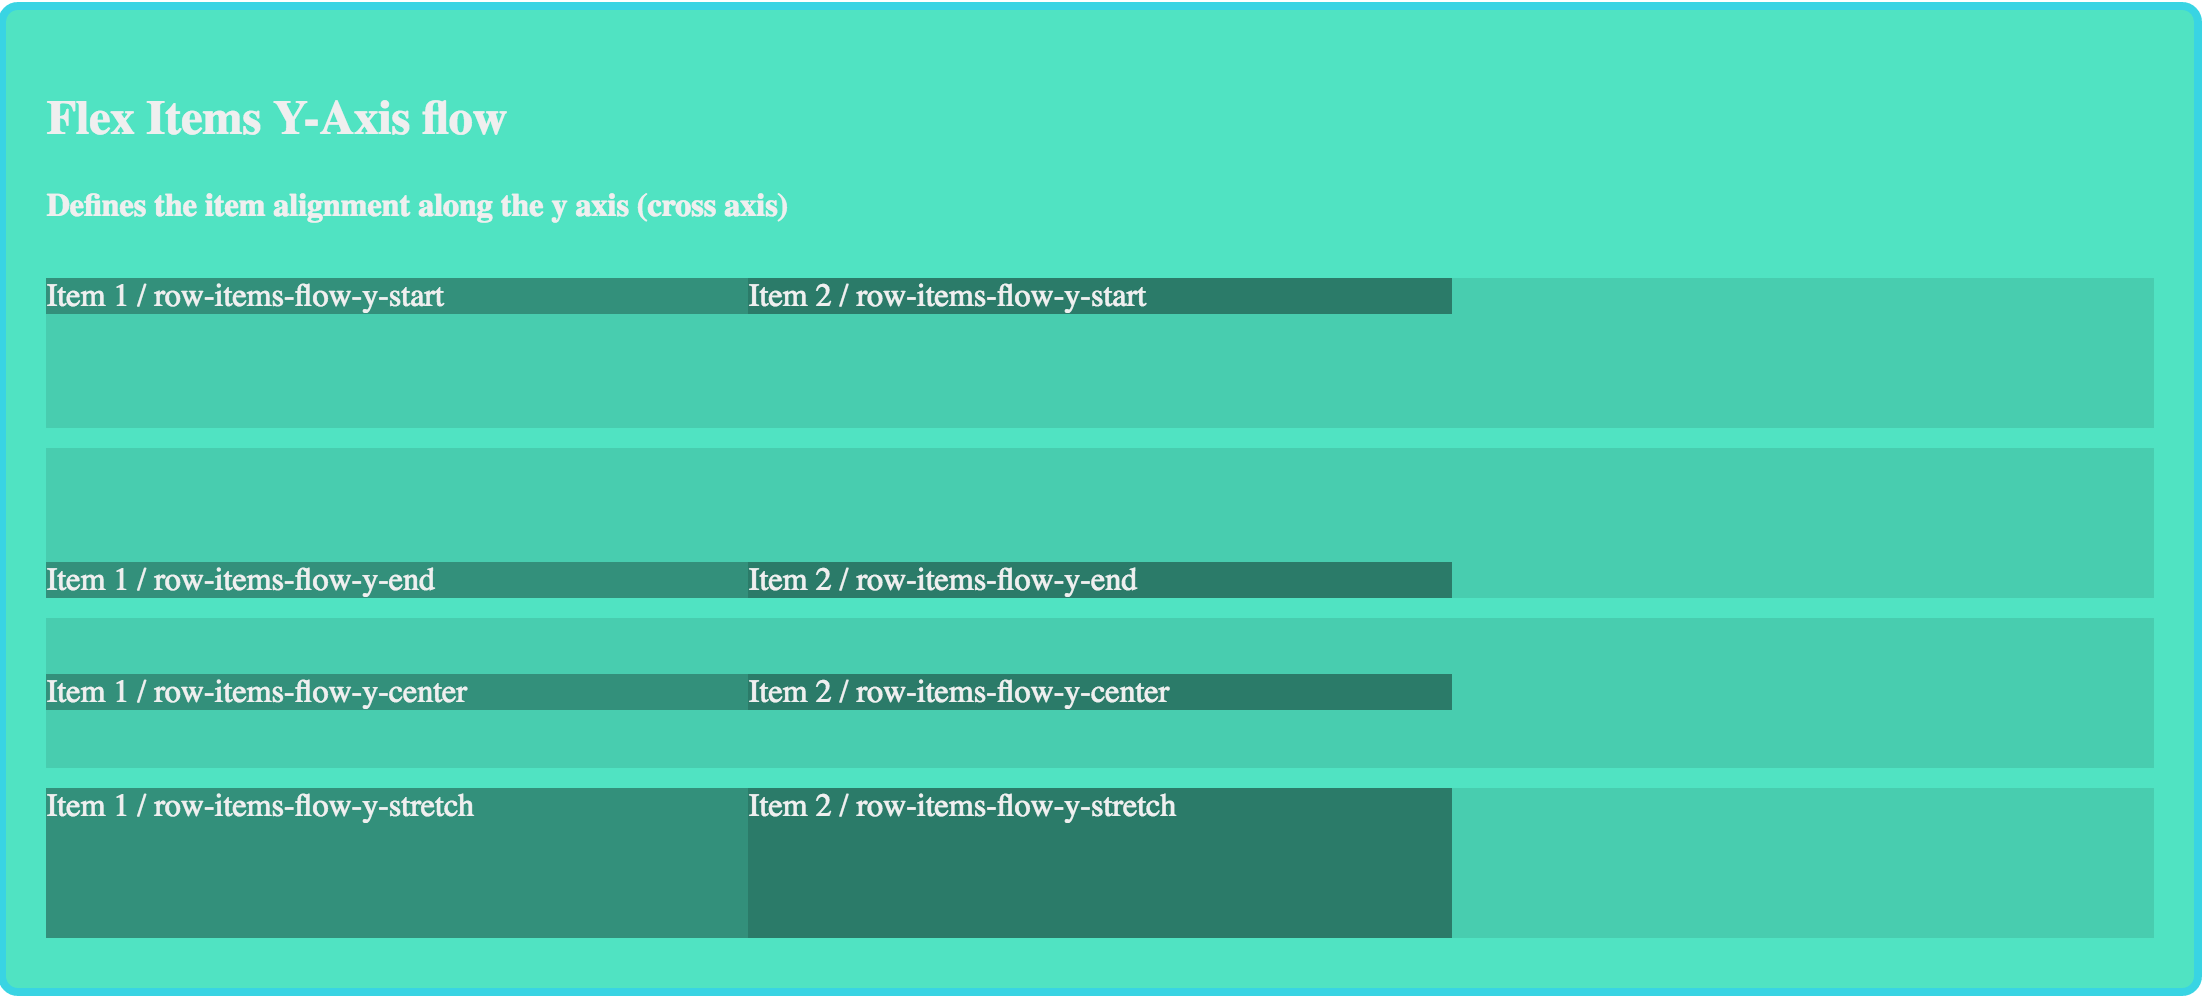 Flex Items Y-Axis flow
Defines the item alignment along the y axis (cross axis)
Item 1 / row-items-flow-y-start Item 2 / row-items-flow-y-start
Item 1 / row-items-flow-y-end Item 2 / row-items-flow-y-end
Item 1 / row-items-flow-y-center Item 2 / row-items-flow-y-center
Item 1 / row-items-flow-y-stretch Item 2 / row-items-flow-y-stretch